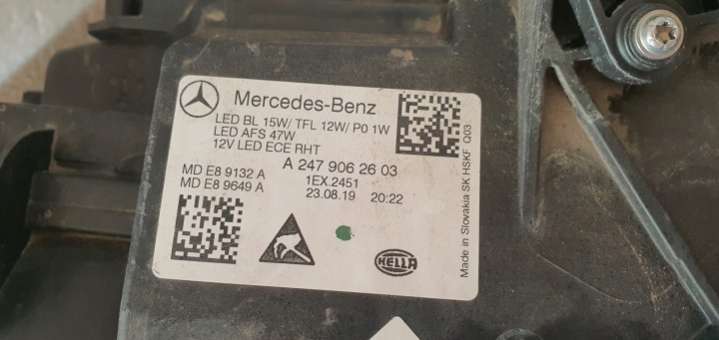 Mercedes-Benz
LED BL 15W/ TFL 12W/ PO 1W
LED AFS 47W
12V LED ECE RHT
A 247 906 26 03
MD E8 9132 A
MD E8 9649 A
1EX.2451
23.08.19 20:22
HELLA
Made in Slovakia SK HSKF Q03